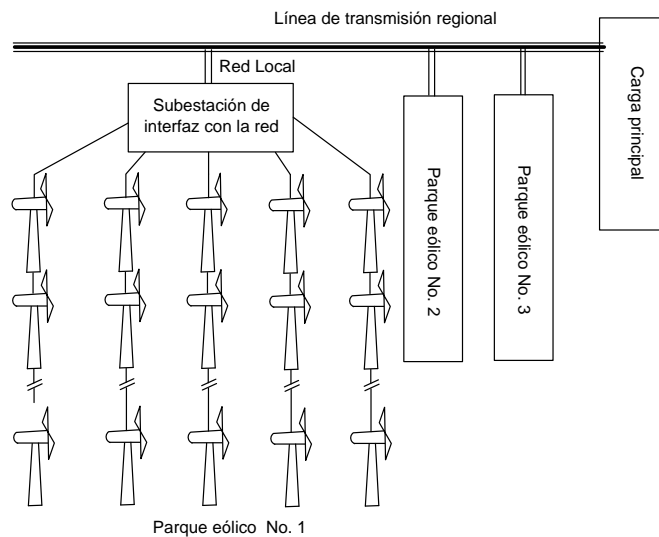 Línea de transmisión regional
Red Local
Subestación de
interfaz con la red
Parque eólico No. 2
Parque eólico No. 3
Carga principal
Parque eólico No. 1